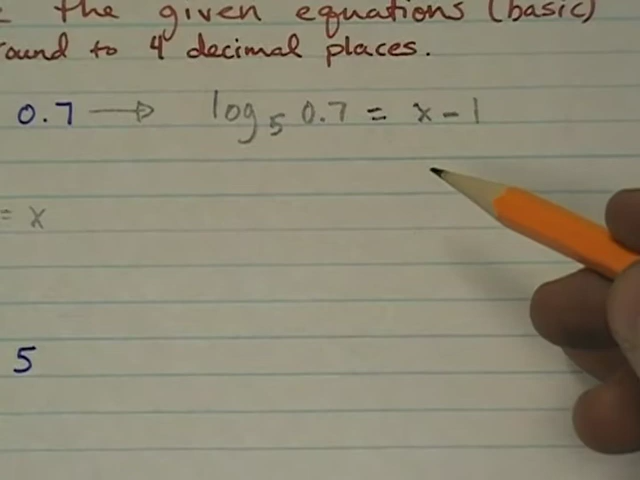 the given equations (basic)
round to 4 decimal places.
0.7 → log₅ 0.7 = x - 1
= x
5